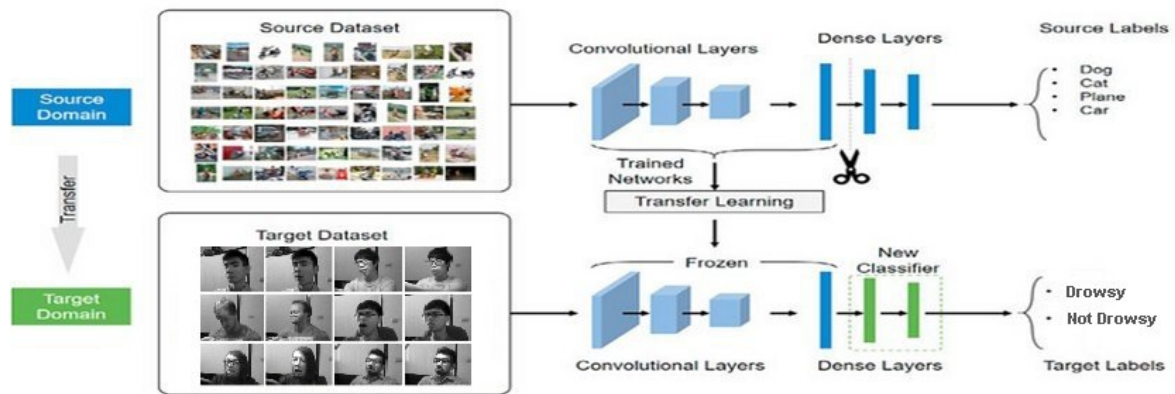 Source Dataset
Convolutional Layers
Dense Layers
Source Labels
Source
Domain
• Dog
• Cat
• Plane
• Car
Trained
Networks
Transfer Learning
Transfer
Target Dataset
Frozen
New
Classifier
Target
Domain
• Drowsy
• Not Drowsy
Convolutional Layers
Dense Layers
Target Labels